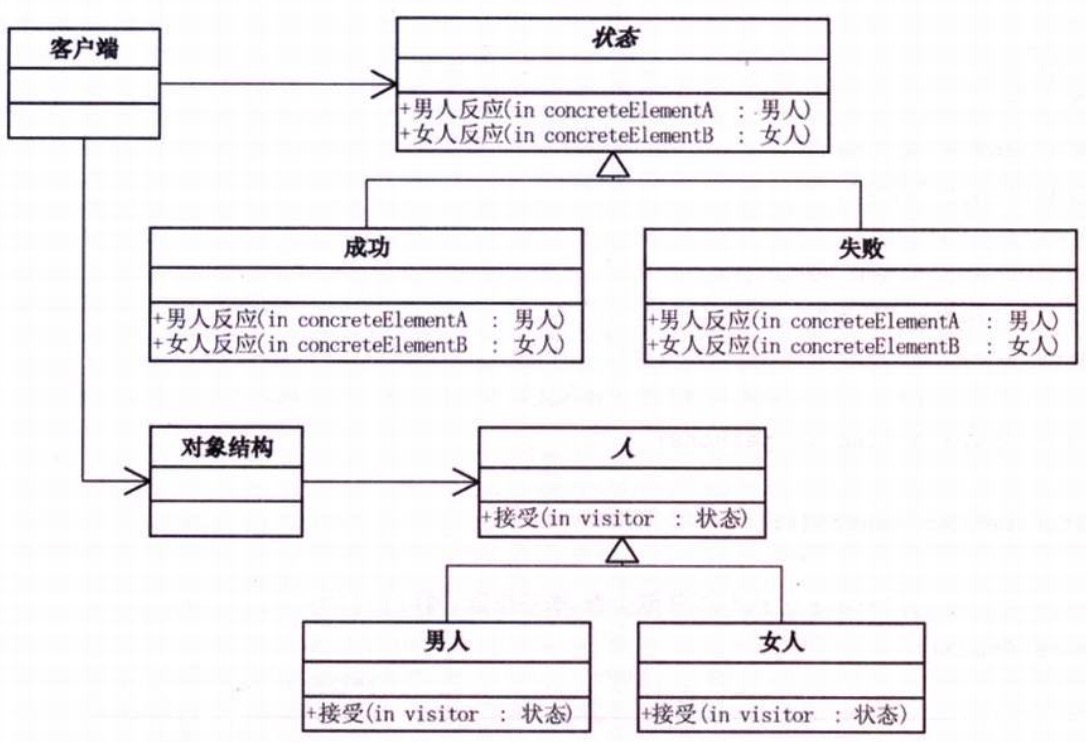 客户端
状态
+男人反应(in concreteElementA : 男人)
+女人反应(in concreteElementB : 女人)
成功
+男人反应(in concreteElementA : 男人)
+女人反应(in concreteElementB : 女人)
失败
+男人反应(in concreteElementA : 男人)
+女人反应(in concreteElementB : 女人)
对象结构
人
+接受(in visitor : 状态)
男人
+接受(in visitor : 状态)
女人
+接受(in visitor : 状态)